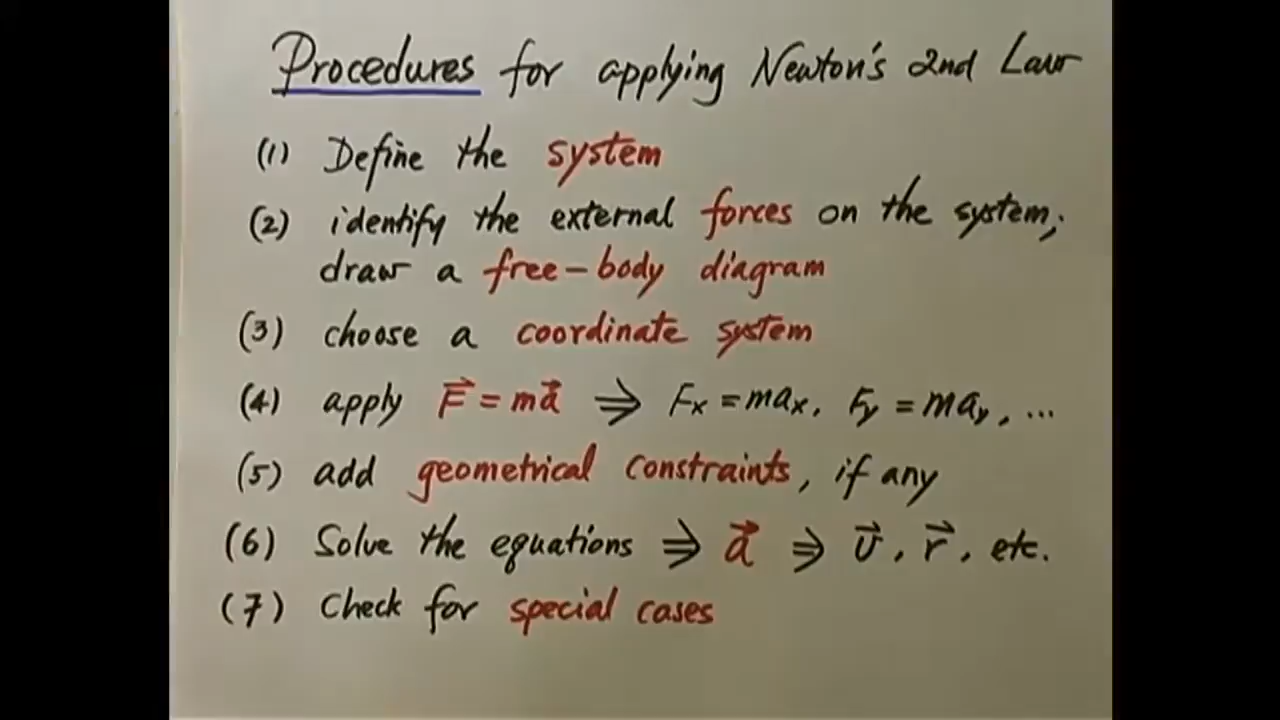 Procedures for applying Newton's 2nd Law
(1) Define the system
(2) identify the external forces on the system;
draw a free-body diagram
(3) choose a coordinate system
(4) apply F⃗ = ma⃗ ⇒ Fx = max, Fy = may, ...
(5) add geometrical constraints, if any
(6) Solve the equations ⇒ a⃗ ⇒ v⃗, r⃗, etc.
(7) Check for special cases